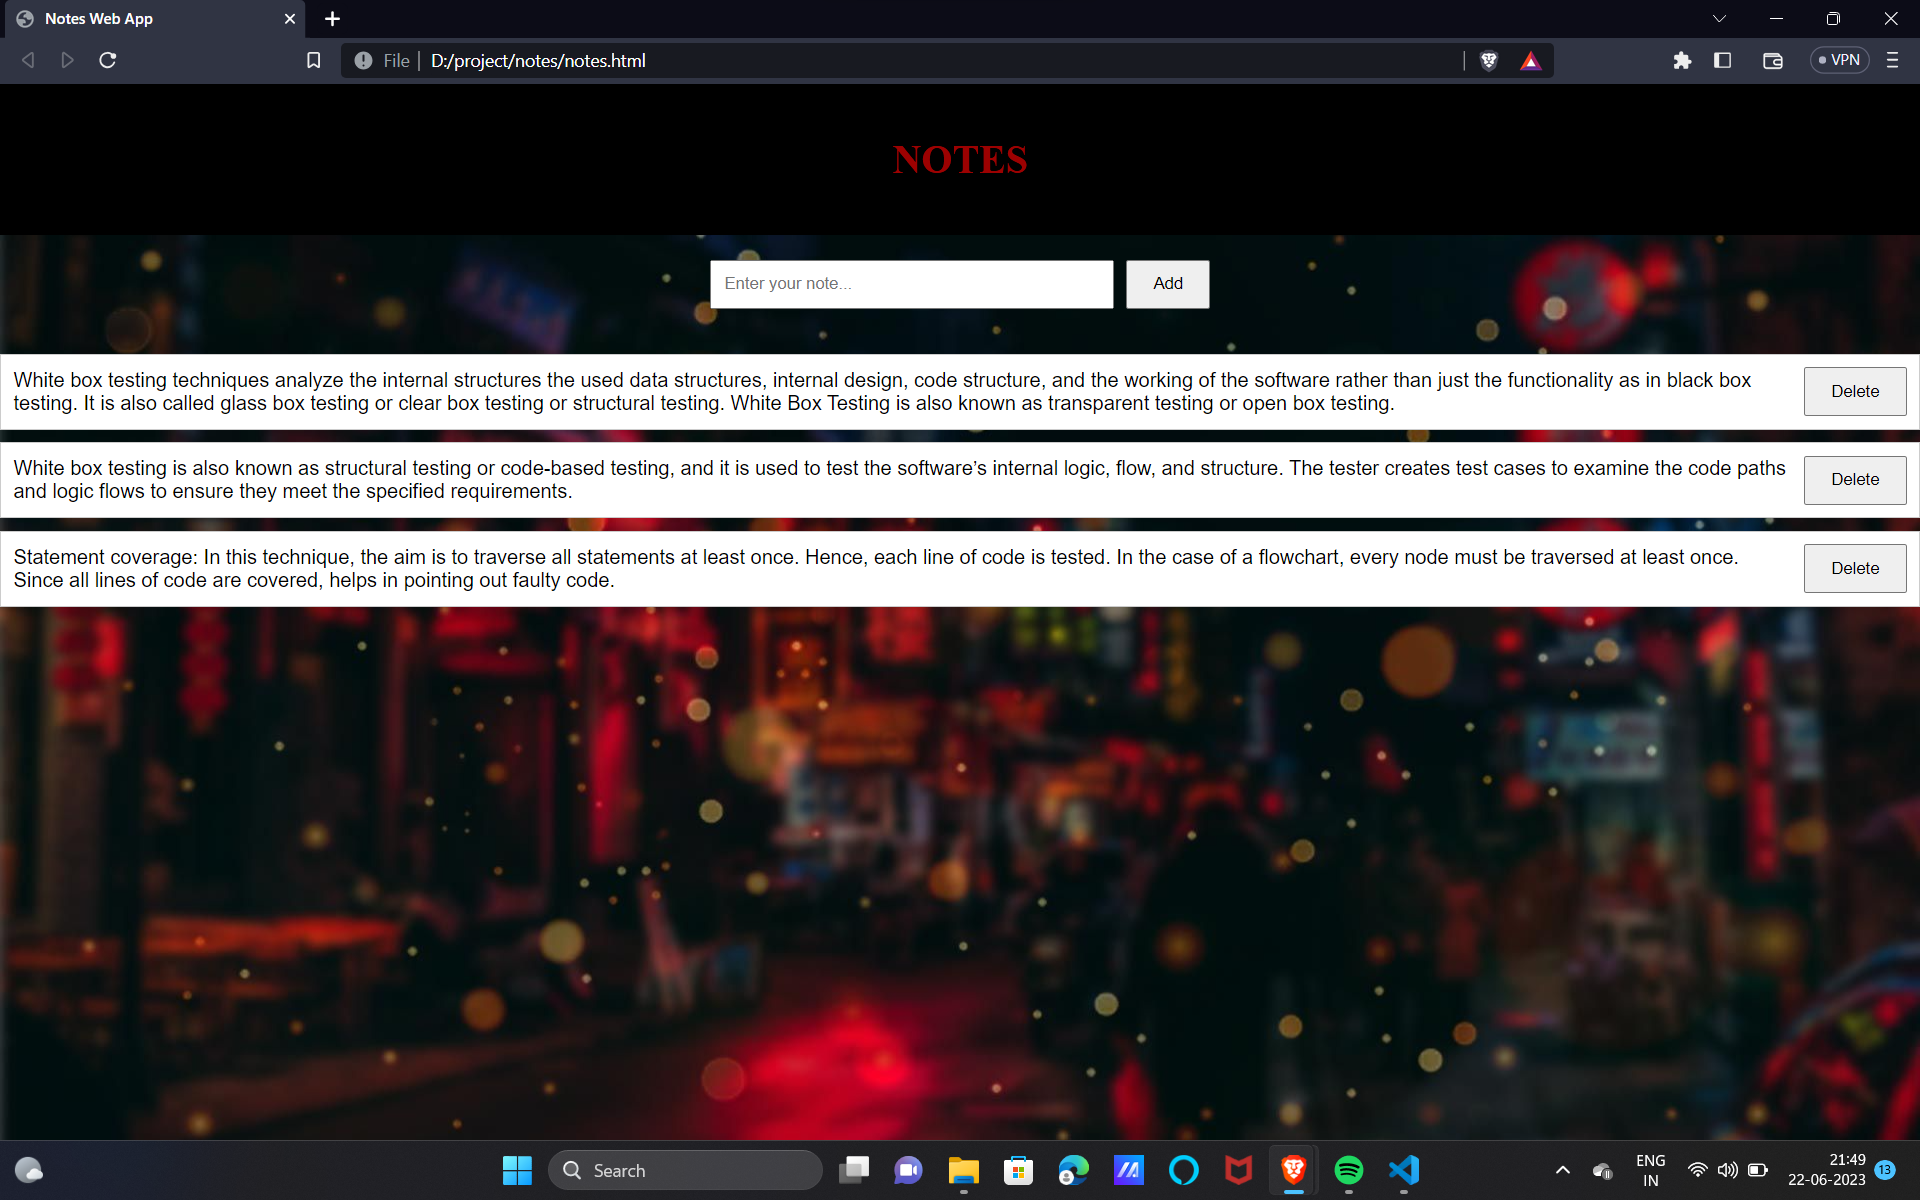 Notes Web App
File
D:/project/notes/notes.html
VPN
NOTES
Enter your note...
Add
White box testing techniques analyze the internal structures the used data structures, internal design, code structure, and the working of the software rather than just the functionality as in black box
testing. It is also called glass box testing or clear box testing or structural testing. White Box Testing is also known as transparent testing or open box testing.
Delete
White box testing is also known as structural testing or code-based testing, and it is used to test the software’s internal logic, flow, and structure. The tester creates test cases to examine the code paths
and logic flows to ensure they meet the specified requirements.
Delete
Statement coverage: In this technique, the aim is to traverse all statements at least once. Hence, each line of code is tested. In the case of a flowchart, every node must be traversed at least once.
Since all lines of code are covered, helps in pointing out faulty code.
Delete
Search
ENG
IN
21:49
22-06-2023
13